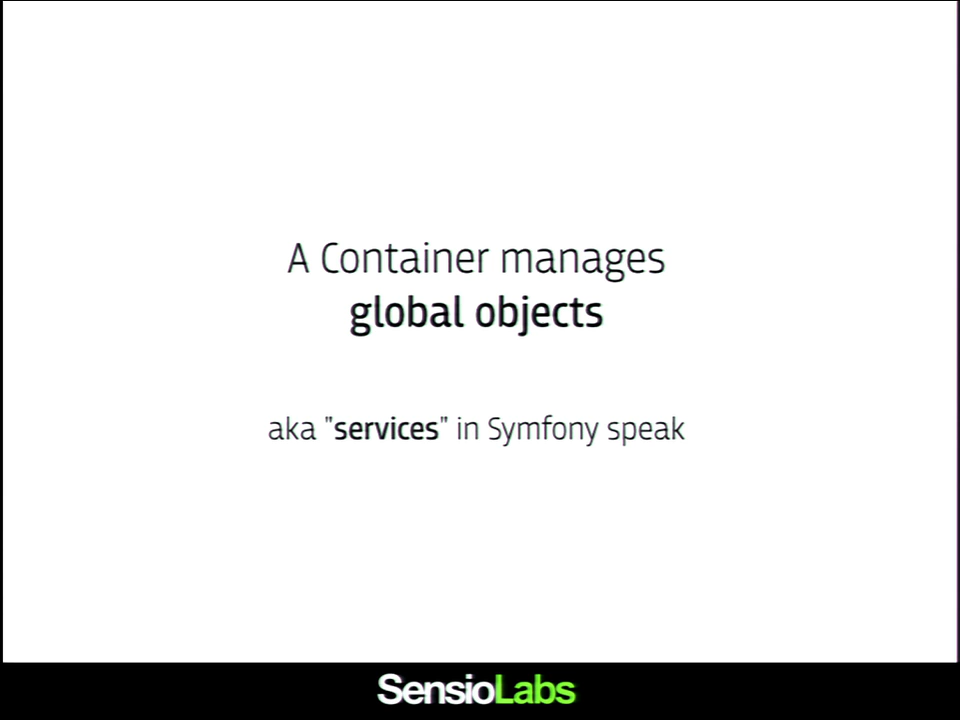 A Container manages
global objects
aka "services" in Symfony speak
SensioLabs